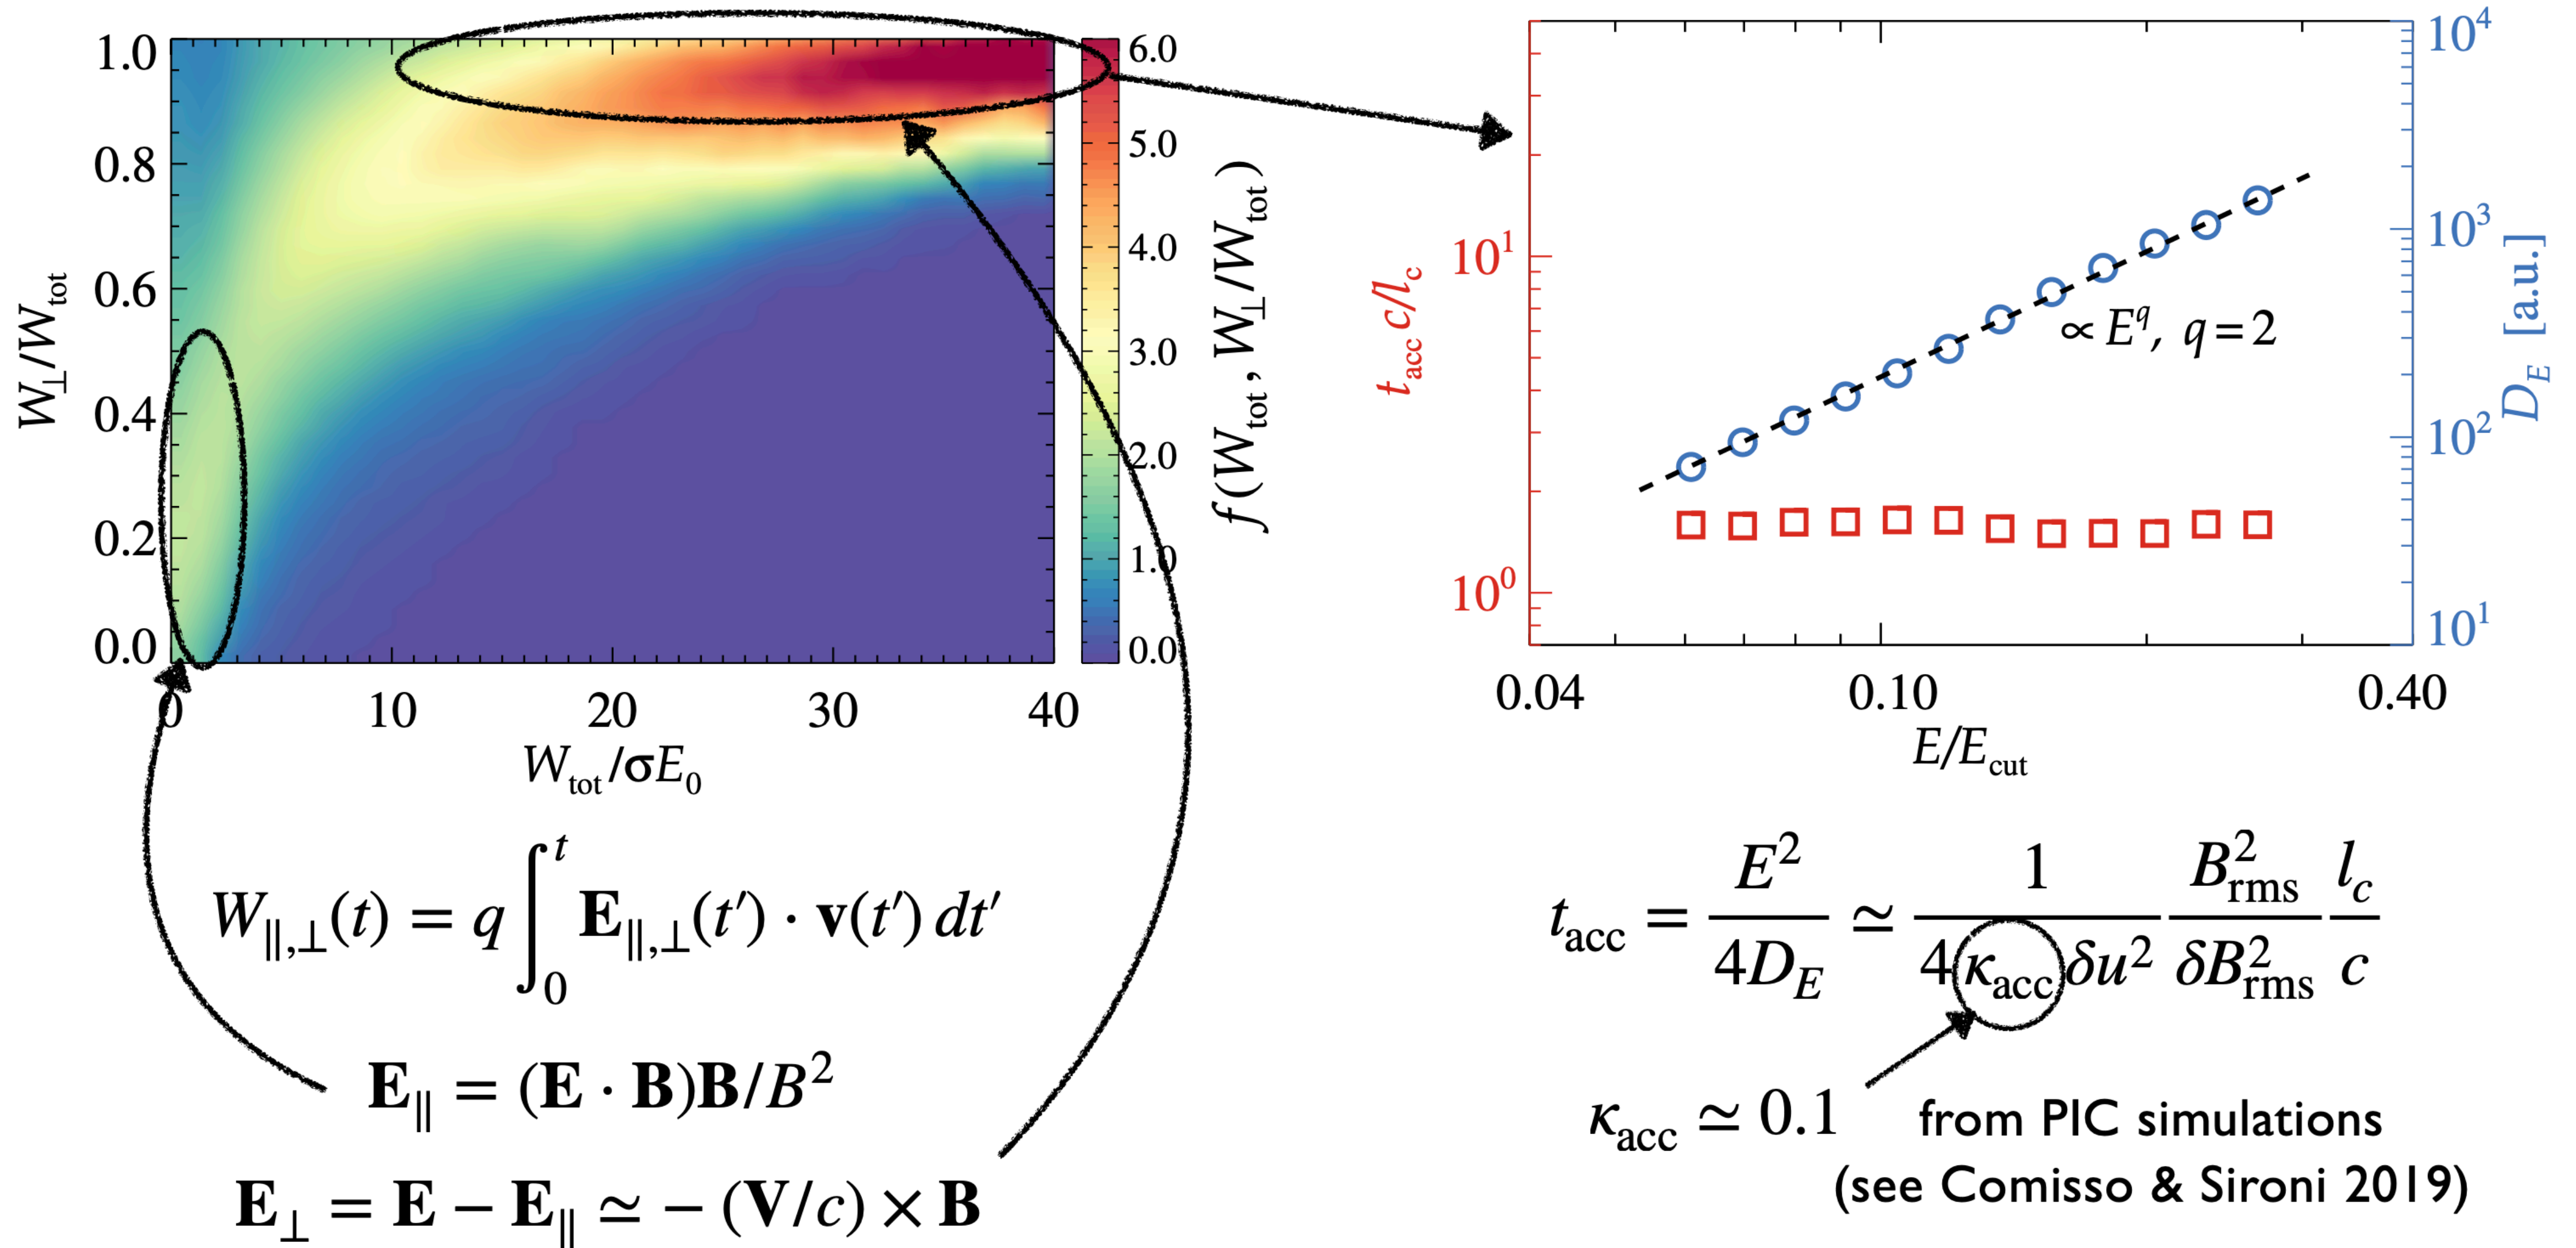 1.0
0.8
0.6
0.4
0.2
0.0
W⊥/Wtot
0
10
20
30
40
Wtot/σE0
6.0
5.0
4.0
3.0
2.0
1.0
0.0
f(Wtot, W⊥/Wtot)
W∥,⊥(t) = q ∫₀ᵗ E∥,⊥(t′) · v(t′) dt′
E∥ = (E · B)B/B²
E⊥ = E − E∥ ≃ − (V/c) × B
10¹
10⁰
tacc c/lc
10⁴
10³
10²
10¹
DE [a.u.]
∝ E^q, q = 2
0.04
0.10
0.40
E/Ecut
tacc = E²/4DE ≃ 1/4κacc δu² B²rms/δB²rms lc/c
κacc ≃ 0.1 from PIC simulations
(see Comisso & Sironi 2019)